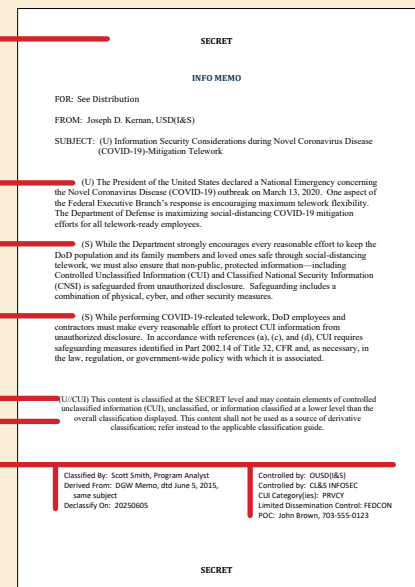 SECRET
INFO MEMO
FOR: See Distribution
FROM: Joseph D. Kernan, USD(I&S)
SUBJECT: (U) Information Security Considerations during Novel Coronavirus Disease
(COVID-19)-Mitigation Telework
(U) The President of the United States declared a National Emergency concerning
the Novel Coronavirus Disease (COVID-19) outbreak on March 13, 2020. One aspect of
the Federal Executive Branch's response is encouraging maximum telework flexibility.
The Department of Defense is maximizing social-distancing COVID-19 mitigation
efforts for all telework-ready employees.
(S) While the Department strongly encourages every reasonable effort to keep the
DoD population and its family members and loved ones safe through social-distancing
telework, we must also ensure that non-public, protected information—including
Controlled Unclassified Information (CUI) and Classified National Security Information
(CNSI) is safeguarded from unauthorized disclosure. Safeguarding includes a
combination of physical, cyber, and other security measures.
(S) While performing COVID-19-releated telework, DoD employees and
contractors must make every reasonable effort to protect CUI information from
unauthorized disclosure. In accordance with references (a), (c), and (d), CUI requires
safeguarding measures identified in Part 2002.14 of Title 32, CFR and, as necessary, in
the law, regulation, or government-wide policy with which it is associated.
(U//CUI) This content is classified at the SECRET level and may contain elements of controlled
unclassified information (CUI), unclassified, or information classified at a lower level than the
overall classification displayed. This content shall not be used as a source of derivative
classification; refer instead to the applicable classification guide.
Classified By: Scott Smith, Program Analyst
Derived From: DGW Memo, dtd June 5, 2015,
same subject
Declassify On: 20250605
Controlled by: OUSD(I&S)
Controlled by: CL&S INFOSEC
CUI Category(ies): PRVCY
Limited Dissemination Control: FEDCON
POC: John Brown, 703-555-0123
SECRET